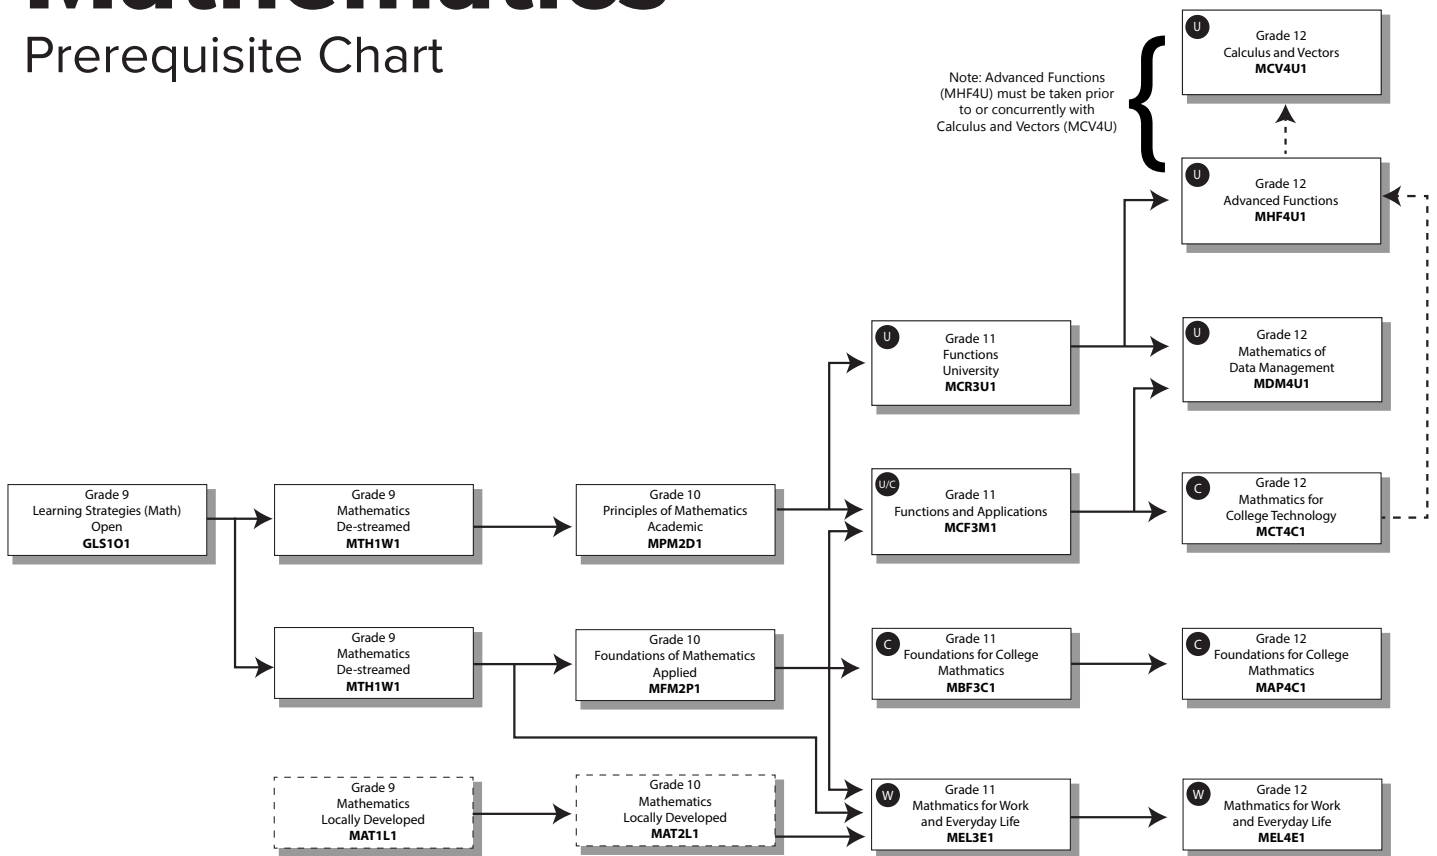 Mathematics
Prerequisite Chart
Note: Advanced Functions
(MHF4U) must be taken prior
to or concurrently with
Calculus and Vectors (MCV4U)
U
Grade 12
Calculus and Vectors
MCV4U1
U
Grade 12
Advanced Functions
MHF4U1
U
Grade 11
Functions
University
MCR3U1
U
Grade 12
Mathematics of
Data Management
MDM4U1
Grade 9
Learning Strategies (Math)
Open
GLS1O1
Grade 9
Mathematics
De-streamed
MTH1W1
Grade 10
Principles of Mathematics
Academic
MPM2D1
U/C
Grade 11
Functions and Applications
MCF3M1
C
Grade 12
Mathmatics for
College Technology
MCT4C1
Grade 9
Mathematics
De-streamed
MTH1W1
Grade 10
Foundations of Mathematics
Applied
MFM2P1
C
Grade 11
Foundations for College
Mathmatics
MBF3C1
C
Grade 12
Foundations for College
Mathmatics
MAP4C1
Grade 9
Mathematics
Locally Developed
MAT1L1
Grade 10
Mathematics
Locally Developed
MAT2L1
W
Grade 11
Mathmatics for Work
and Everyday Life
MEL3E1
W
Grade 12
Mathmatics for Work
and Everyday Life
MEL4E1